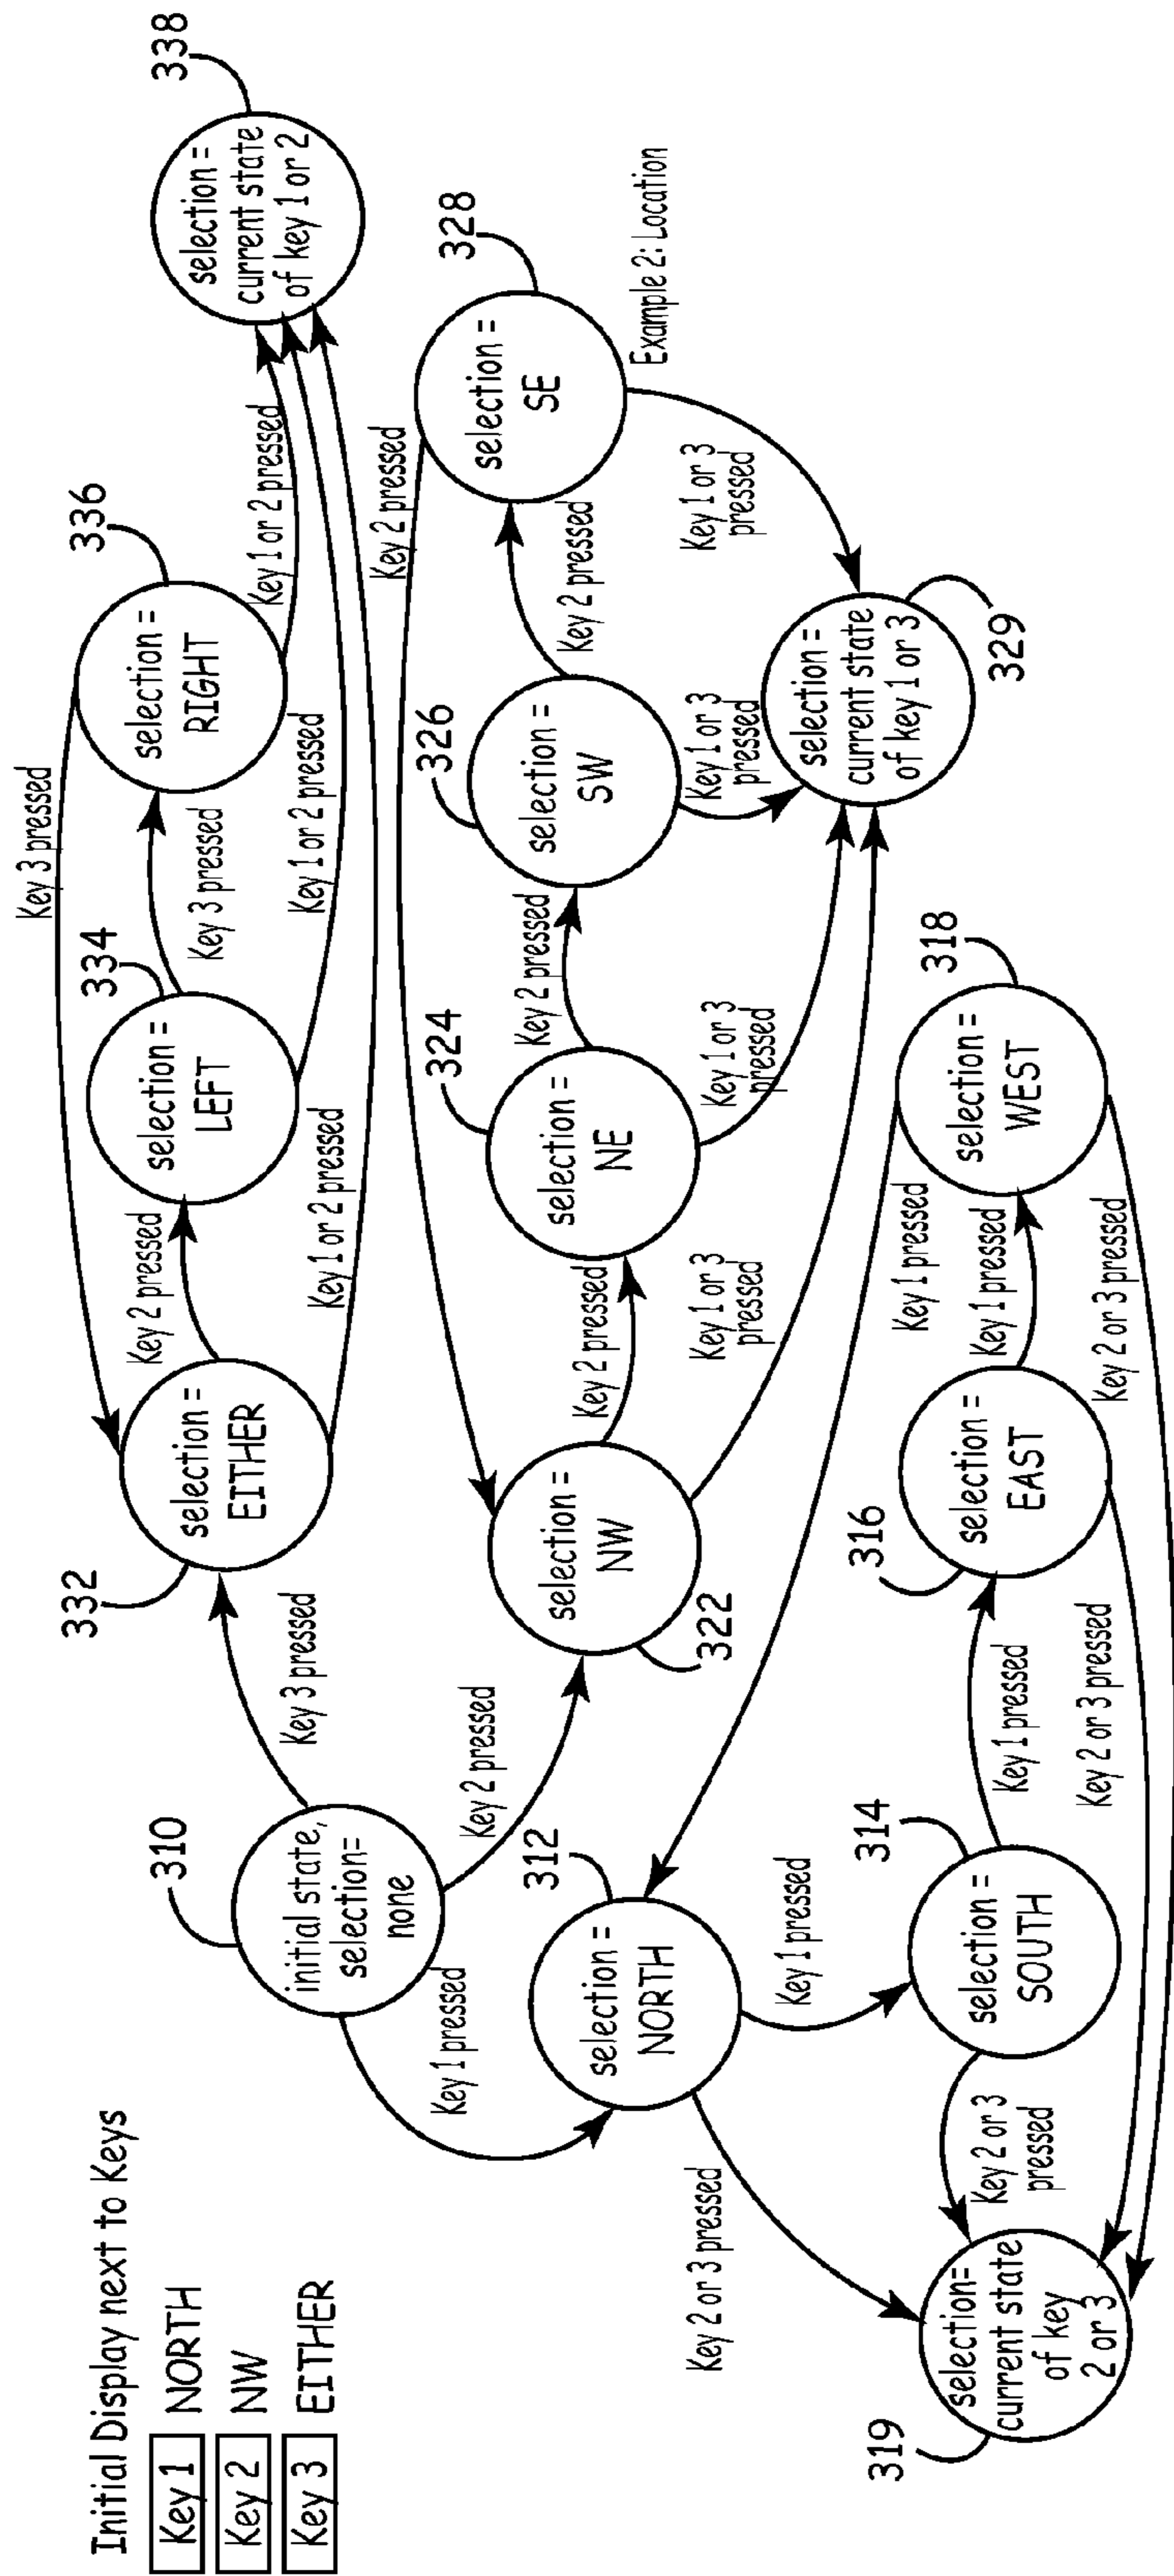 Initial Display next to Keys
Key 1 NORTH
Key 2 NW
Key 3 EITHER
310
initial state,
selection=
none
Key 3 pressed
Key 2 pressed
Key 1 pressed
332
selection =
EITHER
Key 2 pressed
Key 1 or 2 pressed
334
selection =
LEFT
Key 3 pressed
Key 1 or 2 pressed
336
selection =
RIGHT
Key 3 pressed
Key 1 or 2 pressed
338
selection =
current state
of key 1 or 2
322
selection =
NW
Key 2 pressed
Key 1 or 3
pressed
324
selection =
NE
Key 2 pressed
Key 1 or 3
pressed
326
selection =
SW
Key 2 pressed
Key 1 or 3
pressed
328
selection =
SE
Key 2 pressed
Key 1 or 3
pressed
Example 2: Location
329
selection =
current state
of key 1 or 3
312
selection =
NORTH
Key 1 pressed
Key 2 or 3 pressed
314
selection =
SOUTH
Key 1 pressed
Key 2 or 3
pressed
316
selection =
EAST
Key 1 pressed
Key 2 or 3 pressed
318
selection =
WEST
Key 1 pressed
Key 2 or 3 pressed
319
selection=
current state
of key
2 or 3